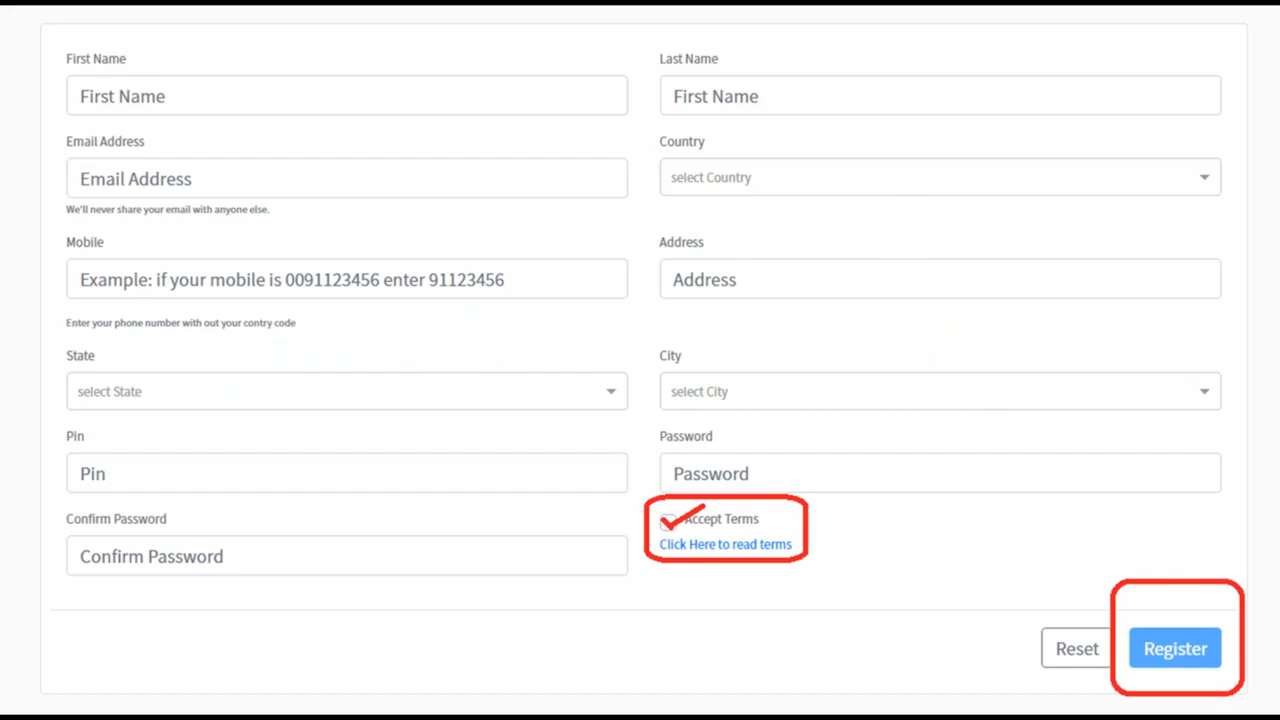 First Name
Last Name
First Name
First Name
Email Address
Country
Email Address
select Country
We'll never share your email with anyone else.
Mobile
Address
Example: if your mobile is 0091123456 enter 91123456
Address
Enter your phone number with out your contry code
State
City
select State
select City
Pin
Password
Pin
Password
Confirm Password
Accept Terms
Click Here to read terms
Confirm Password
Reset
Register